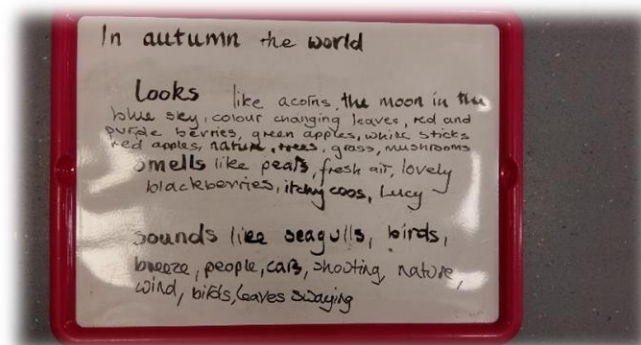 In autumn the world
Looks like acorns, the moon in the
blue sky, colour changing leaves, red and
purple berries, green apples, white sticks
red apples, nature, trees, grass, mushrooms
smells like pears, fresh air, lovely
blackberries, itchy coos, Lucy
sounds like seagulls, birds,
breeze, people, cars, shooting, nature,
wind, birds, leaves swaying